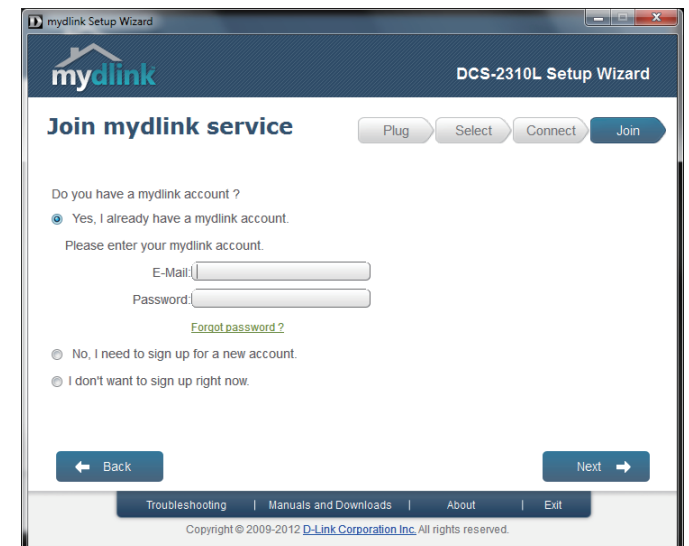 mydlink Setup Wizard
mydlink
DCS-2310L Setup Wizard
Join mydlink service
Plug Select Connect Join
Do you have a mydlink account ?
Yes, I already have a mydlink account.
Please enter your mydlink account.
E-Mail:
Password:
Forgot password ?
No, I need to sign up for a new account.
I don't want to sign up right now.
Back Next
Troubleshooting | Manuals and Downloads | About | Exit
Copyright © 2009-2012 D-Link Corporation Inc. All rights reserved.